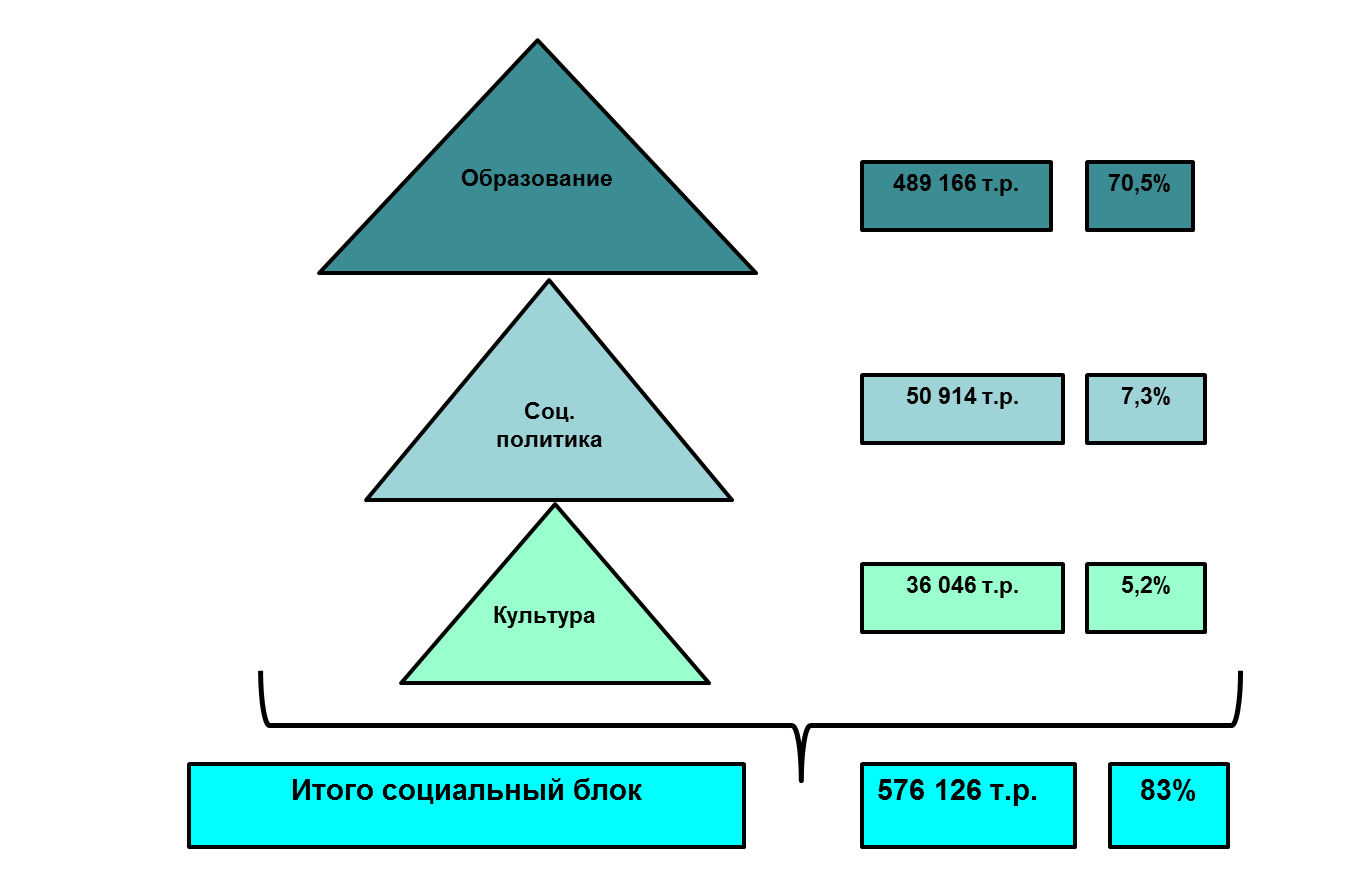 Образование
489 166 т.р.
70,5%
Соц.
политика
50 914 т.р.
7,3%
Культура
36 046 т.р.
5,2%
Итого социальный блок
576 126 т.р.
83%